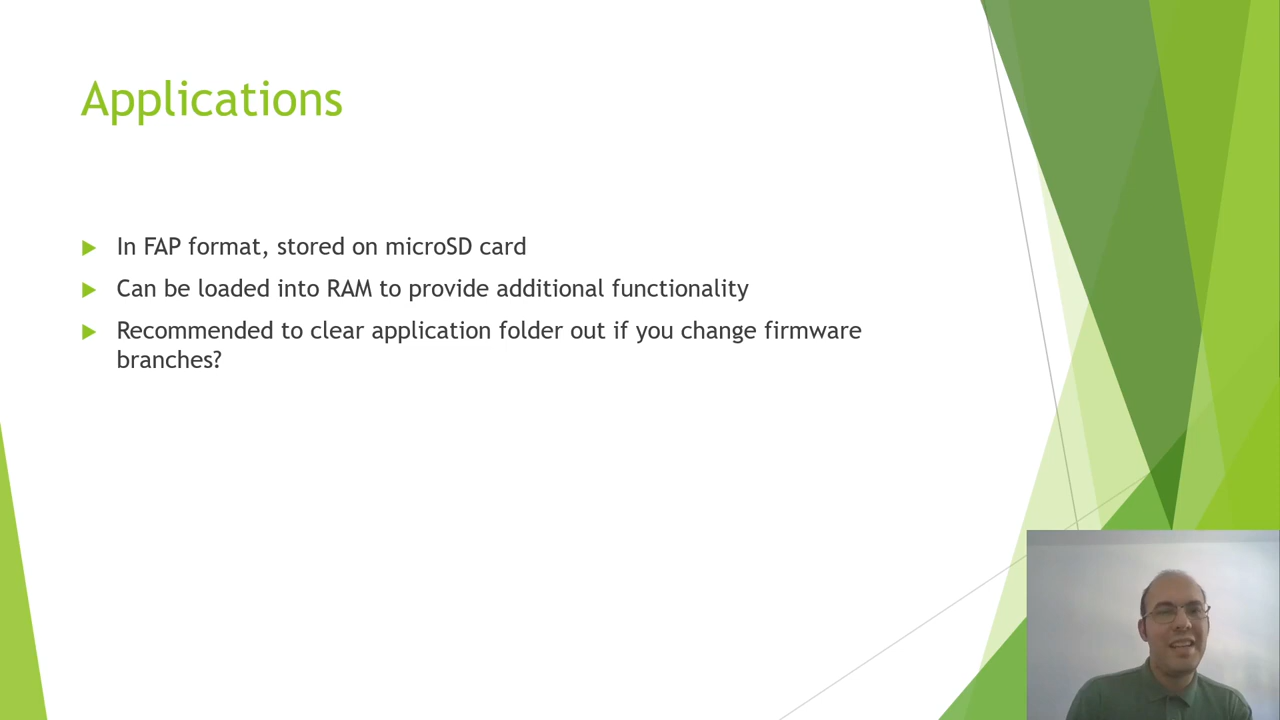 Applications
In FAP format, stored on microSD card
Can be loaded into RAM to provide additional functionality
Recommended to clear application folder out if you change firmware
branches?